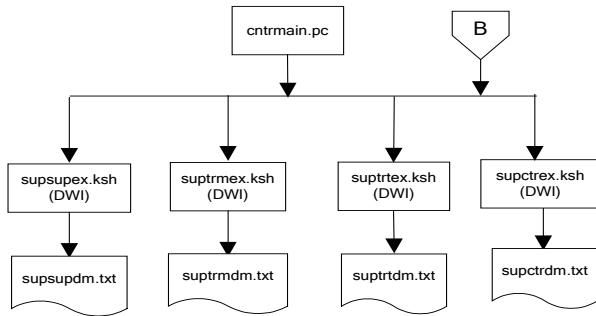 cntrmain.pc
B
supsupex.ksh
(DWI)
suptrmex.ksh
(DWI)
suptrtex.ksh
(DWI)
supctrex.ksh
(DWI)
supsupdm.txt
suptrmdm.txt
suptrtdm.txt
supctrdm.txt